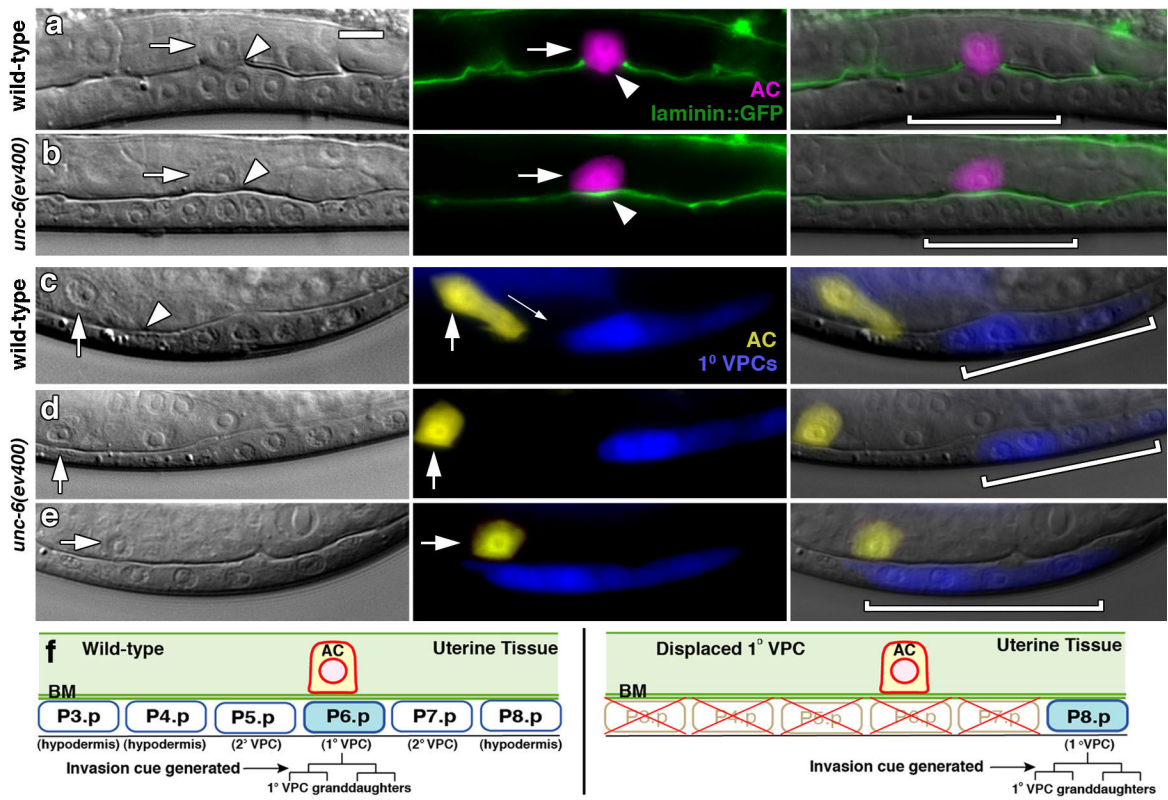 wild-type
a
AC
laminin::GFP
unc-6(ev400)
b
wild-type
c
AC
1⁰ VPCs
unc-6(ev400)
d
e
f
Wild-type
AC
Uterine Tissue
BM
P3.p P4.p P5.p P6.p P7.p P8.p
(hypodermis) (hypodermis) (2° VPC) (1° VPC) (2° VPC) (hypodermis)
Invasion cue generated
1° VPC granddaughters
Displaced 1° VPC
AC
Uterine Tissue
BM
P3.p P4.p P5.p P6.p P7.p P8.p
(1°VPC)
Invasion cue generated
1° VPC granddaughters